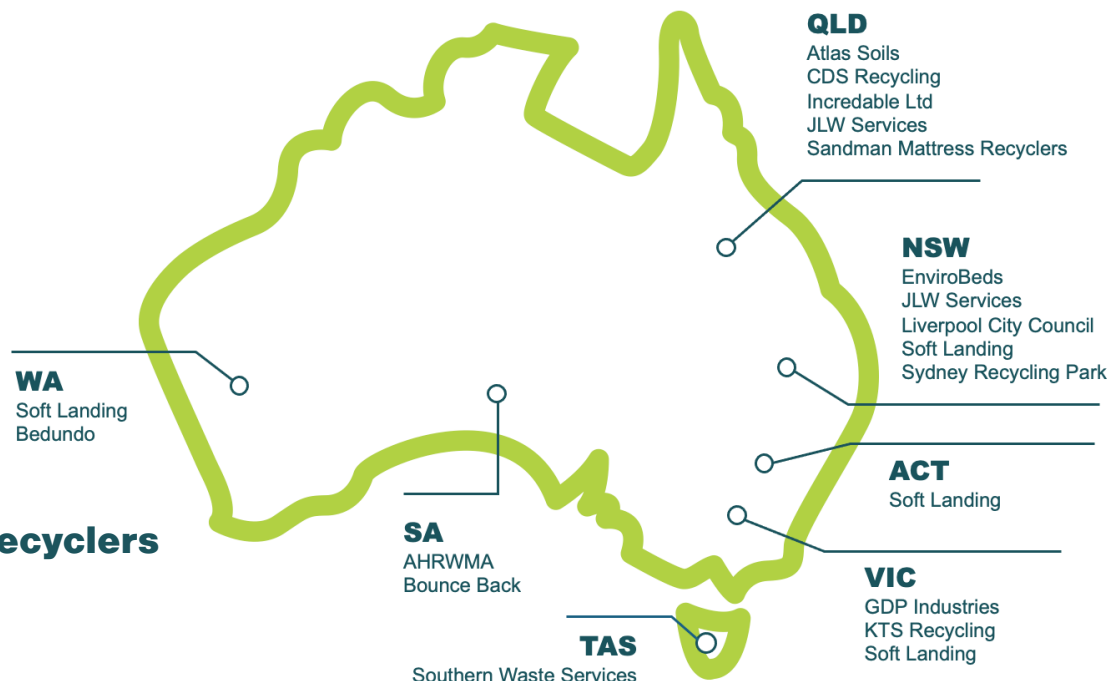 QLD
Atlas Soils
CDS Recycling
Incredable Ltd
JLW Services
Sandman Mattress Recyclers
NSW
EnviroBeds
JLW Services
Liverpool City Council
Soft Landing
Sydney Recycling Park
WA
Soft Landing
Bedundo
ACT
Soft Landing
ecyclers
SA
AHRWMA
Bounce Back
VIC
GDP Industries
KTS Recycling
Soft Landing
TAS
Southern Waste Services